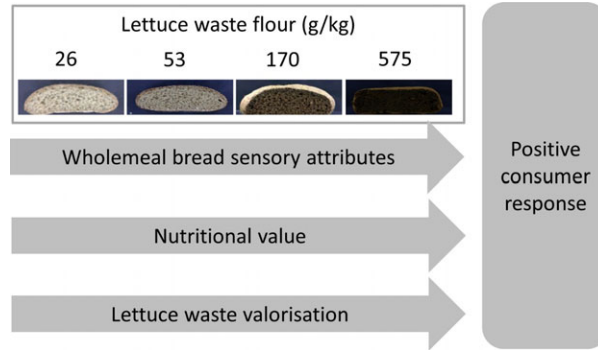 Lettuce waste flour (g/kg)
26 53 170 575
Wholemeal bread sensory attributes
Nutritional value
Lettuce waste valorisation
Positive
consumer
response